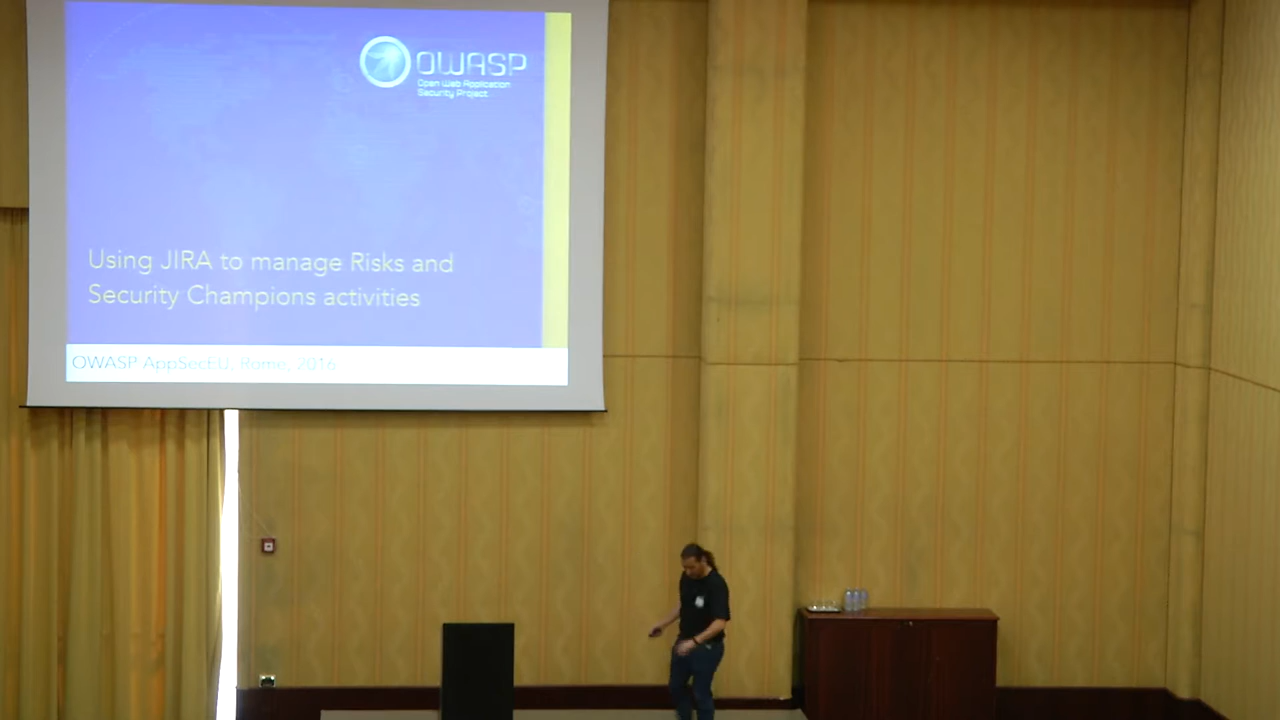 OWASP
Open Web Application
Security Project
Using JIRA to manage Risks and
Security Champions activities
OWASP AppSecEU, Rome, 2016